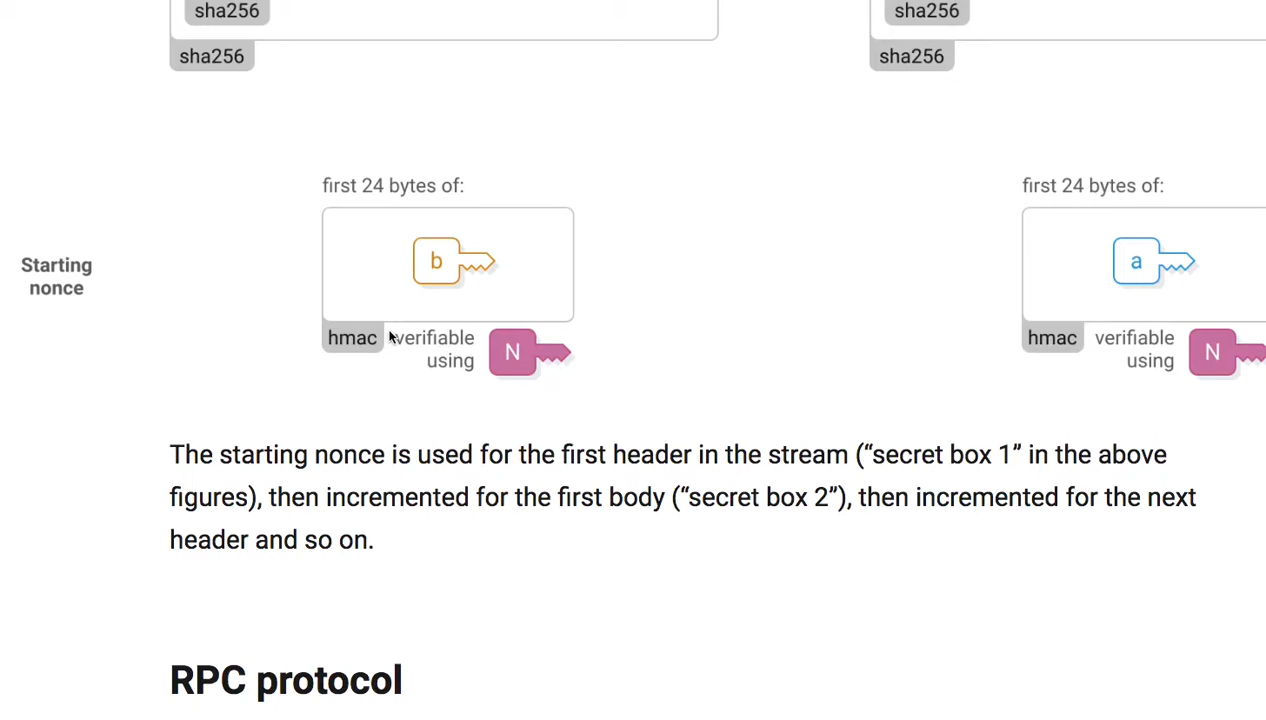 sha256
sha256
sha256
sha256
first 24 bytes of:
first 24 bytes of:
b
a
Starting
nonce
hmac verifiable
using
N
hmac verifiable
using
N
The starting nonce is used for the first header in the stream (“secret box 1” in the above
figures), then incremented for the first body (“secret box 2”), then incremented for the next
header and so on.
RPC protocol